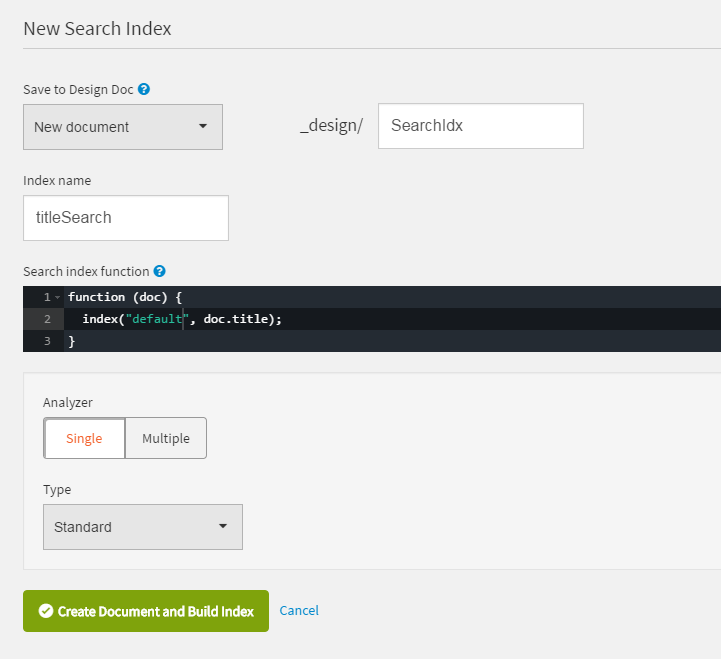 New Search Index
Save to Design Doc ?
New document
_design/ SearchIdx
Index name
titleSearch
Search index function ?
1 function (doc) {
2 index("default", doc.title);
3 }
Analyzer
Single Multiple
Type
Standard
Create Document and Build Index Cancel